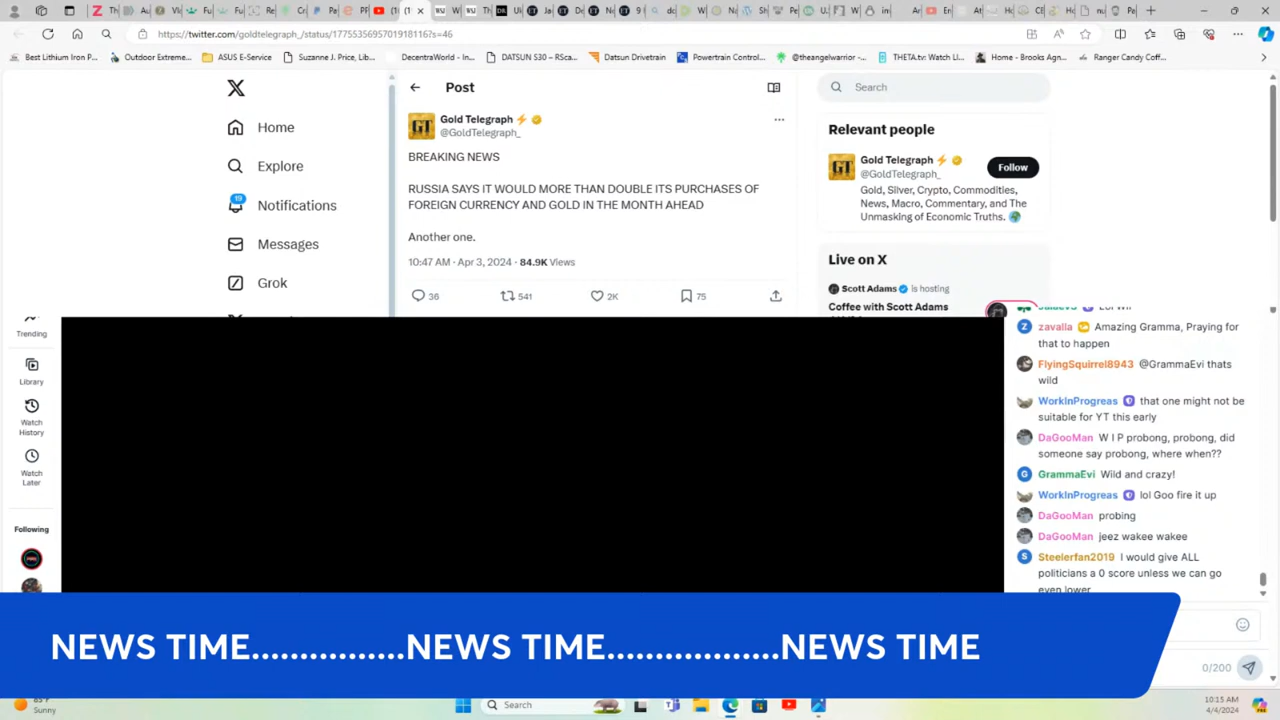 https://twitter.com/goldtelegraph_/status/1775535695701918116?s=46
Best Lithium Iron P...
Outdoor Extreme...
ASUS E-Service
Suzanne J. Price, Lib...
DecentraWorld - In...
DATSUN S30 – RSca...
Datsun Drivetrain
Powertrain Control...
@theangelwarrior -...
THETA.tv: Watch Li...
Home - Brooks Agn...
Ranger Candy Coff...
Home
Explore
19
Notifications
Messages
Grok
Post
Gold Telegraph
@GoldTelegraph_
BREAKING NEWS
RUSSIA SAYS IT WOULD MORE THAN DOUBLE ITS PURCHASES OF
FOREIGN CURRENCY AND GOLD IN THE MONTH AHEAD
Another one.
10:47 AM · Apr 3, 2024 · 84.9K Views
36
541
2K
75
Search
Relevant people
Gold Telegraph
@GoldTelegraph_
Follow
Gold, Silver, Crypto, Commodities,
News, Macro, Commentary, and The
Unmasking of Economic Truths.
Live on X
Scott Adams is hosting
Coffee with Scott Adams
Trending
Library
Watch
History
Watch
Later
Following
zavalla Amazing Gramma, Praying for
that to happen
FlyingSquirrel8943 @GrammaEvi thats
wild
WorkInProgreas that one might not be
suitable for YT this early
DaGooMan W I P probong, probong, did
someone say probong, where when??
GrammaEvi Wild and crazy!
WorkInProgreas lol Goo fire it up
DaGooMan probing
DaGooMan jeez wakee wakee
Steelerfan2019 I would give ALL
politicians a 0 score unless we can go
even lower
0/200
NEWS TIME................NEWS TIME..................NEWS TIME
Sunny
Search
10:15 AM
4/4/2024